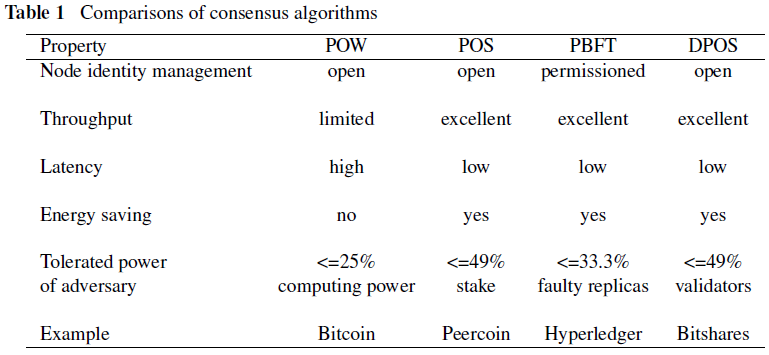 Table 1 Comparisons of consensus algorithms
Property POW POS PBFT DPOS
Node identity management open open permissioned open
Throughput limited excellent excellent excellent
Latency high low low low
Energy saving no yes yes yes
Tolerated power <=25% <=49% <=33.3% <=49%
of adversary computing power stake faulty replicas validators
Example Bitcoin Peercoin Hyperledger Bitshares